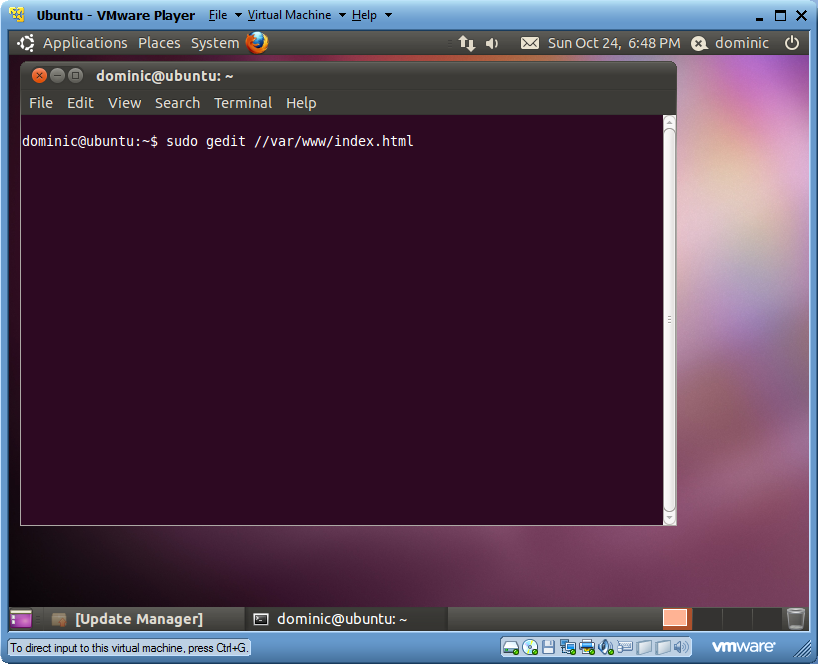 Ubuntu - VMware Player File Virtual Machine Help
Applications Places System Sun Oct 24, 6:48 PM dominic
dominic@ubuntu: ~
File Edit View Search Terminal Help
dominic@ubuntu:~$ sudo gedit //var/www/index.html
[Update Manager] dominic@ubuntu: ~
To direct input to this virtual machine, press Ctrl+G. vmware